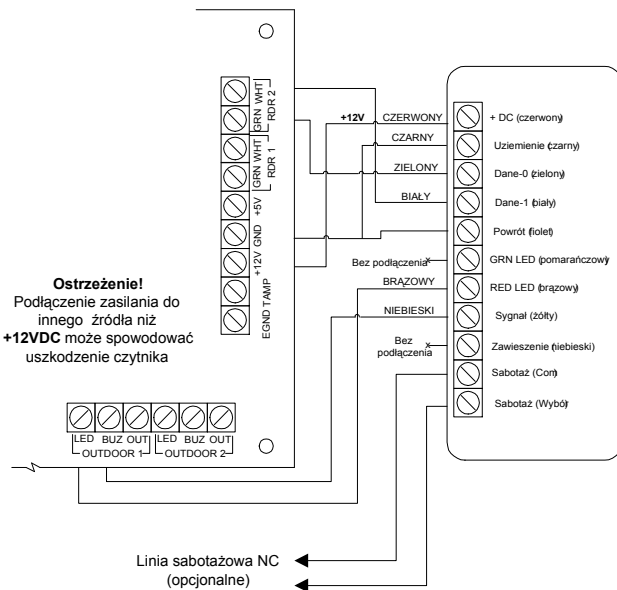 GRN WHT
RDR 2
GRN WHT
RDR 1
+5V
GND
+12V
TAMP
EGND
Ostrzeżenie!
Podłączenie zasilania do
innego źródła niż
+12VDC może spowodować
uszkodzenie czytnika
LED BUZ OUT LED BUZ OUT
OUTDOOR 1 OUTDOOR 2
+12V CZERWONY
CZARNY
ZIELONY
BIAŁY
Bez podłączenia
BRĄZOWY
NIEBIESKI
Bez
podłączenia
+ DC (czerwony)
Uziemienie (czarny)
Dane-0 (zielony)
Dane-1 (biały)
Powrót (fiolet)
GRN LED (pomarańczowy)
RED LED (brązowy)
Sygnał (żółty)
Zawieszenie (niebieski)
Sabotaż (Com)
Sabotaż (Wybór)
Linia sabotażowa NC
(opcjonalne)